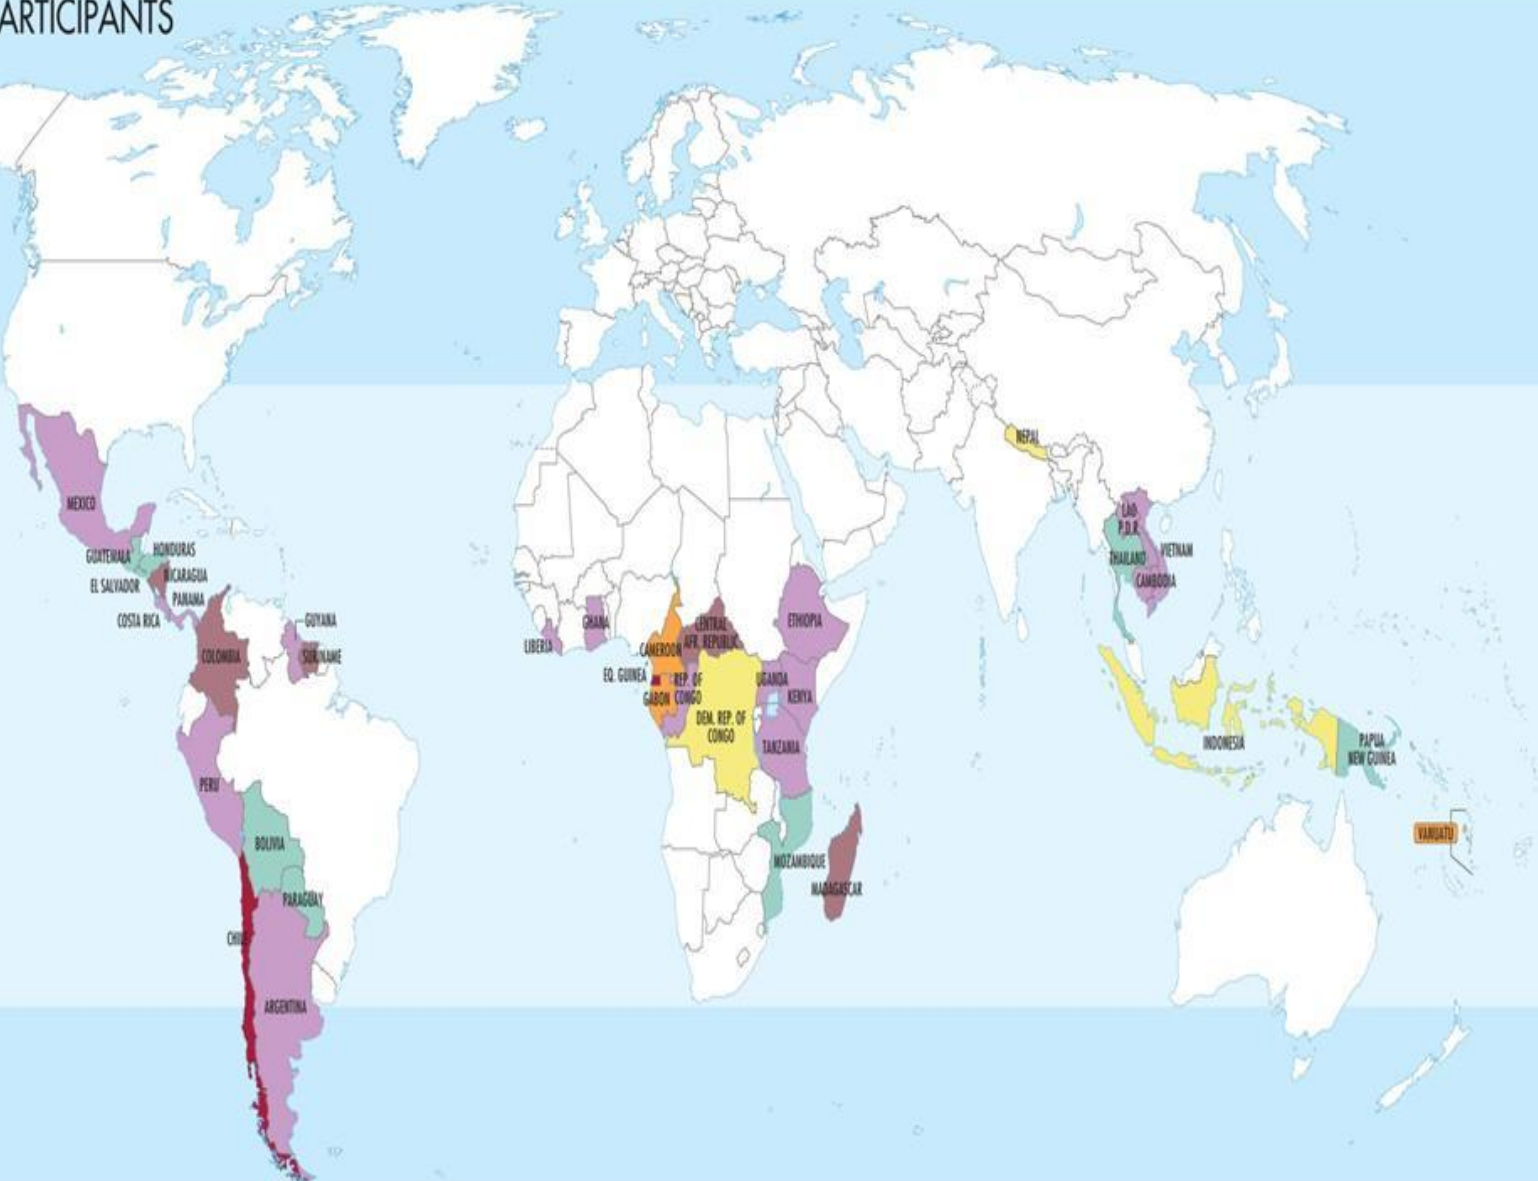 ARTICIPANTS
NEPAL
MEXICO
LAO
P.D.R.
GUATEMALA
HONDURAS
THAILAND
VIETNAM
EL SALVADOR
NICARAGUA
CAMBODIA
COSTA RICA
PANAMA
GUYANA
COLOMBIA
SURINAME
LIBERIA
GHANA
CENTRAL
AFR. REPUBLIC
ETHIOPIA
CAMEROON
EQ. GUINEA
REP. OF
CONGO
GABON
UGANDA
KENYA
DEM. REP. OF
CONGO
TANZANIA
INDONESIA
PAPUA
NEW GUINEA
PERU
BOLIVIA
VANUATU
MOZAMBIQUE
MADAGASCAR
PARAGUAY
CHILE
ARGENTINA